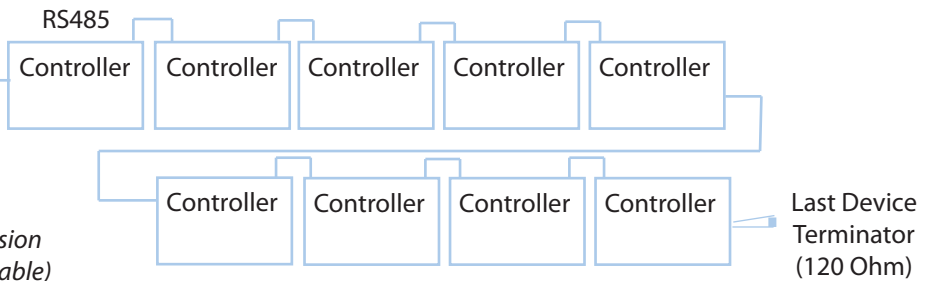 RS485
Controller Controller Controller Controller Controller
Controller Controller Controller Controller
Last Device
Terminator
(120 Ohm)